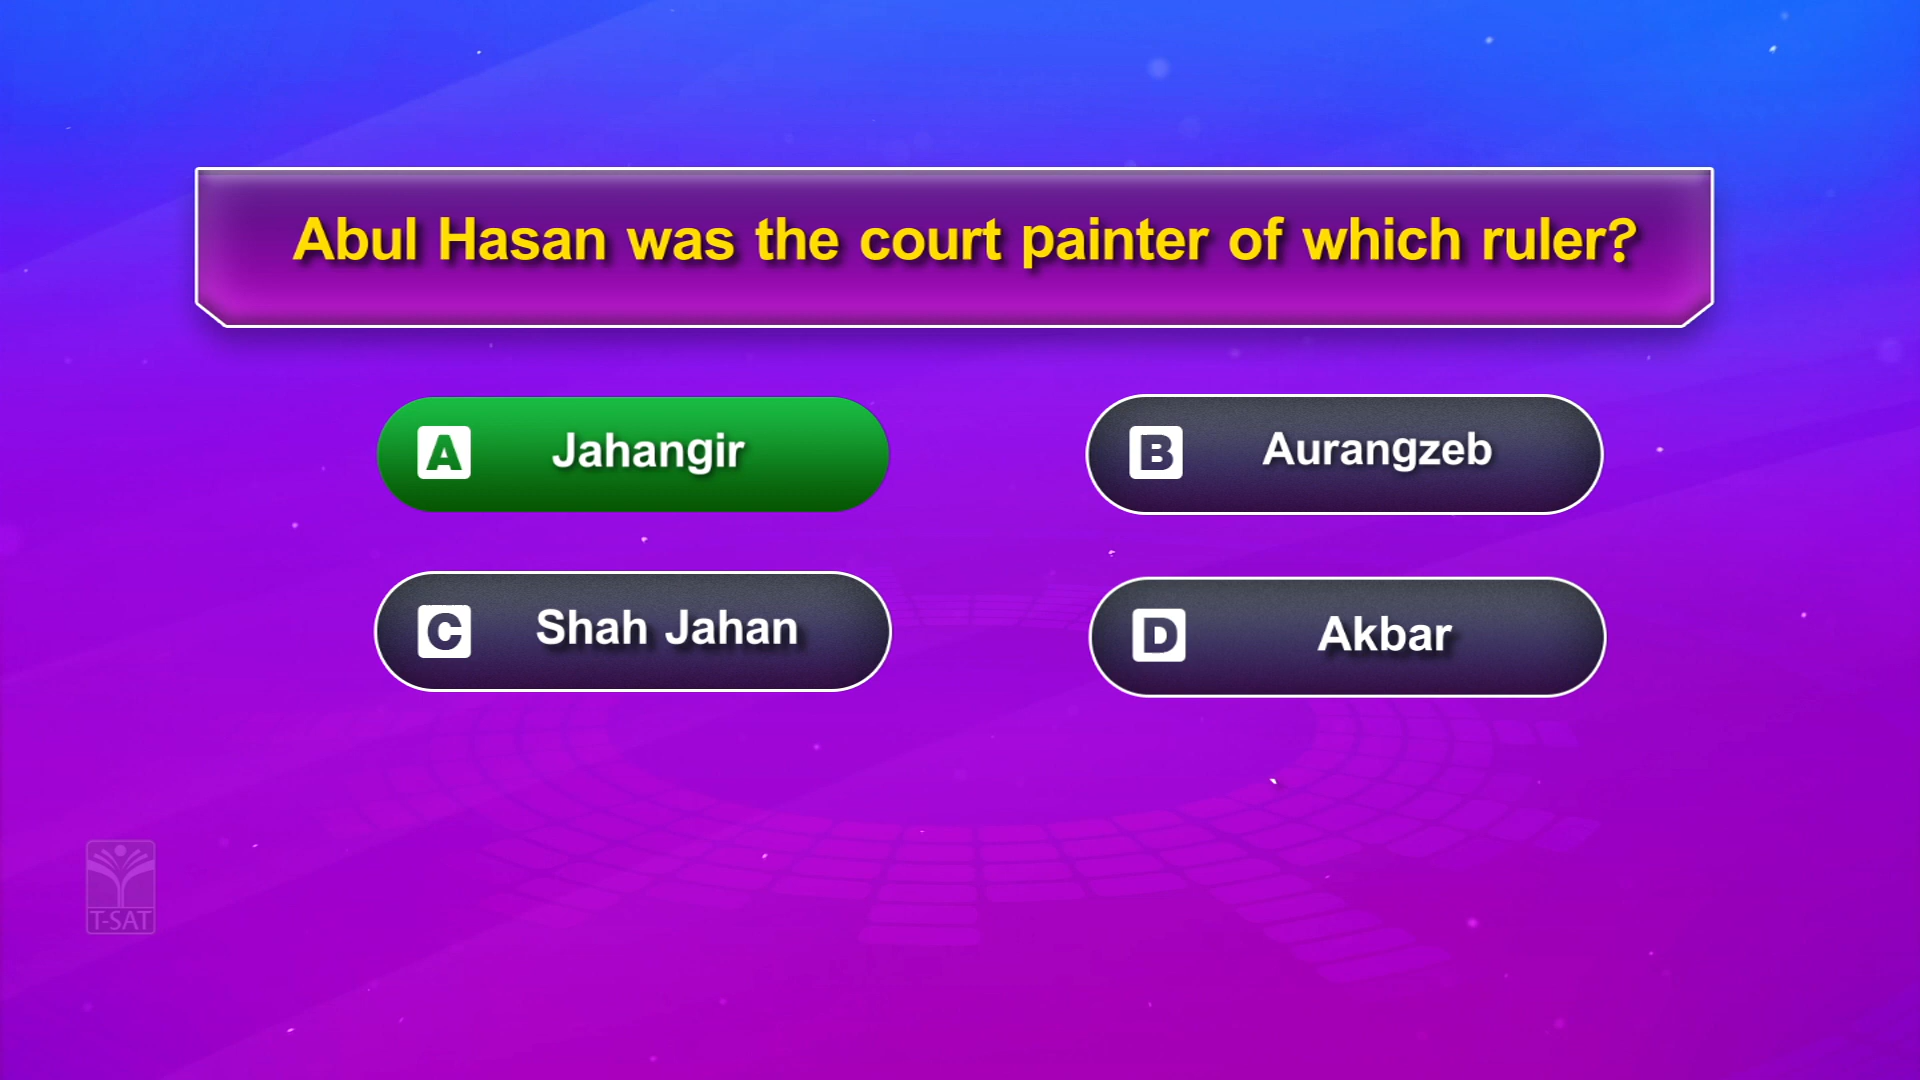 Abul Hasan was the court painter of which ruler?
A Jahangir
B Aurangzeb
C Shah Jahan
D Akbar
T-SAT